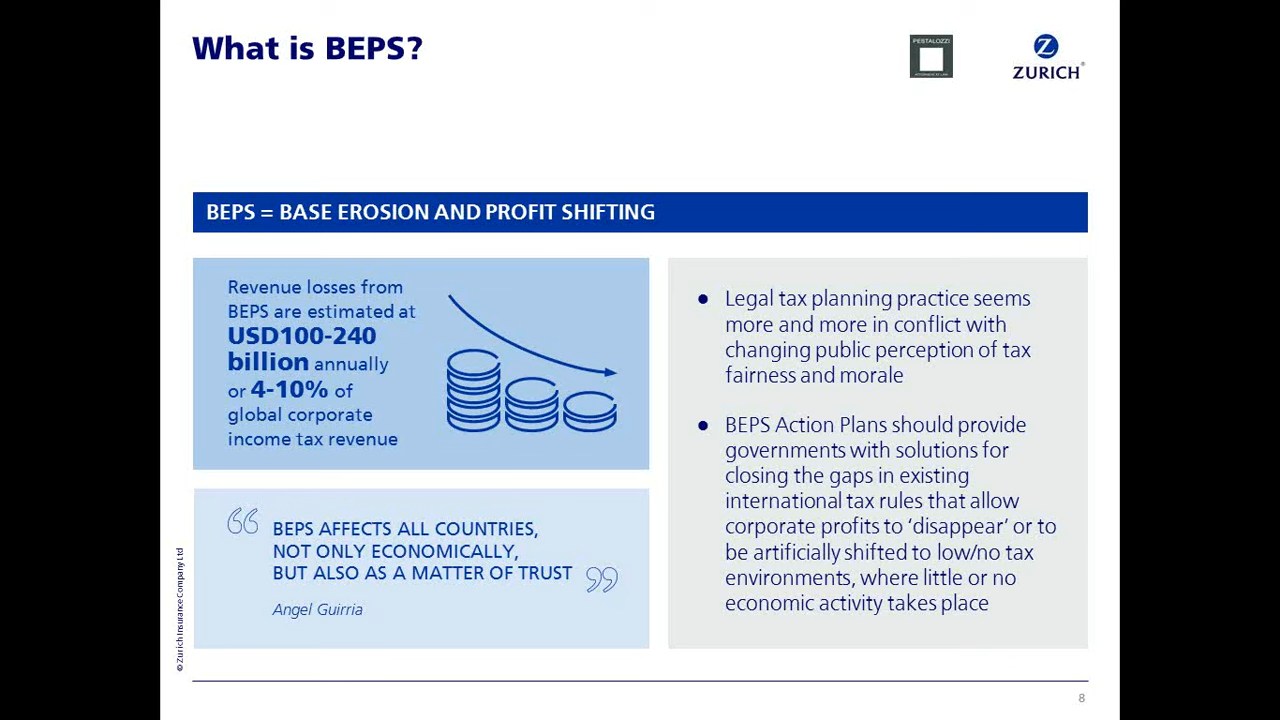 What is BEPS?
PESTALOZZI
ATTORNEYS AT LAW
Z
ZURICH®
BEPS = BASE EROSION AND PROFIT SHIFTING
Revenue losses from
BEPS are estimated at
USD100-240
billion annually
or 4-10% of
global corporate
income tax revenue
“ BEPS AFFECTS ALL COUNTRIES,
NOT ONLY ECONOMICALLY,
BUT ALSO AS A MATTER OF TRUST ”
Angel Guirria
● Legal tax planning practice seems
more and more in conflict with
changing public perception of tax
fairness and morale
● BEPS Action Plans should provide
governments with solutions for
closing the gaps in existing
international tax rules that allow
corporate profits to ‘disappear’ or to
be artificially shifted to low/no tax
environments, where little or no
economic activity takes place
© Zurich Insurance Company Ltd
8